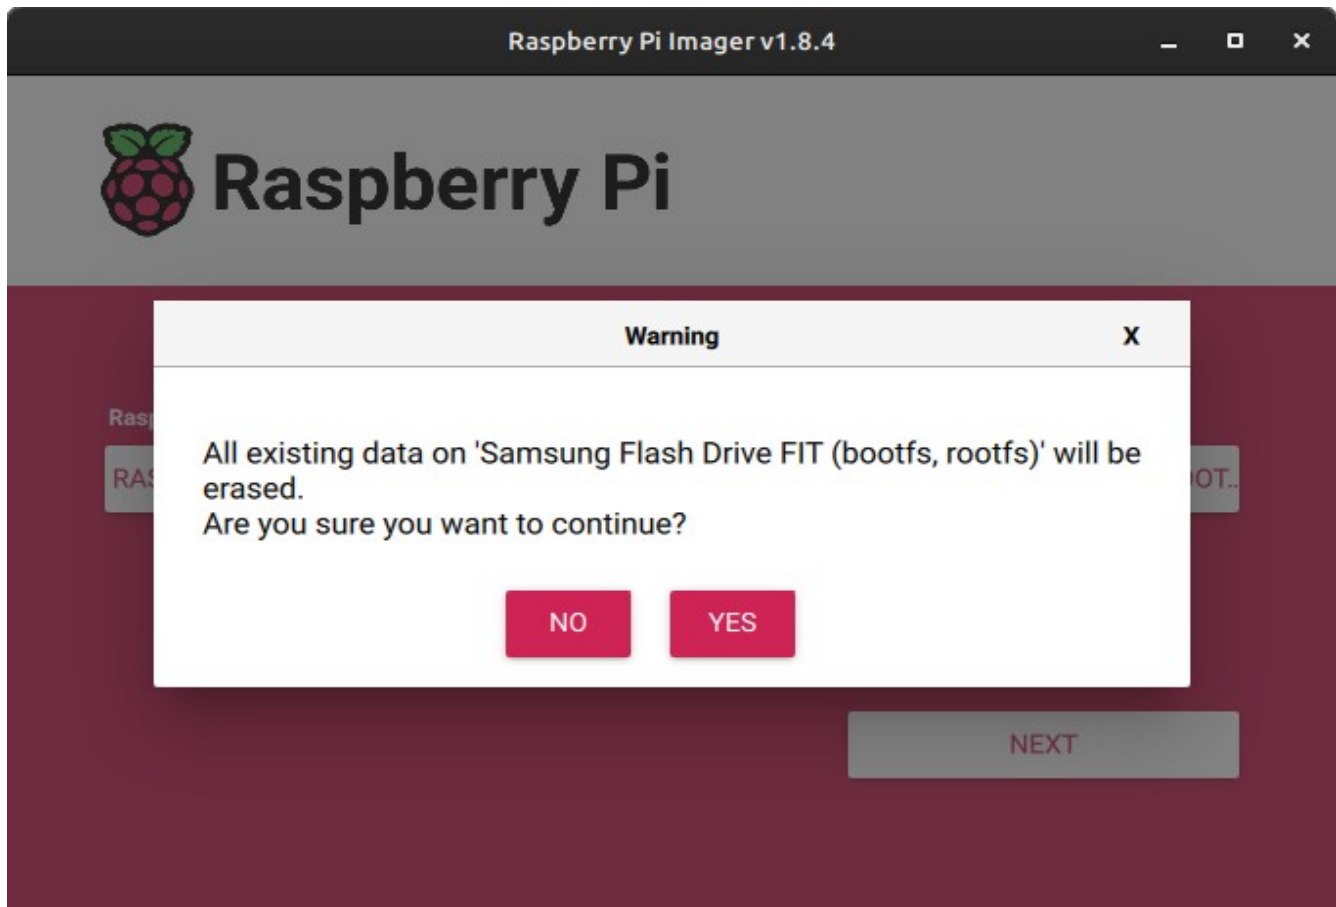 Raspberry Pi Imager v1.8.4
Raspberry Pi
Warning X
All existing data on 'Samsung Flash Drive FIT (bootfs, rootfs)' will be
erased.
Are you sure you want to continue?
NO YES
NEXT